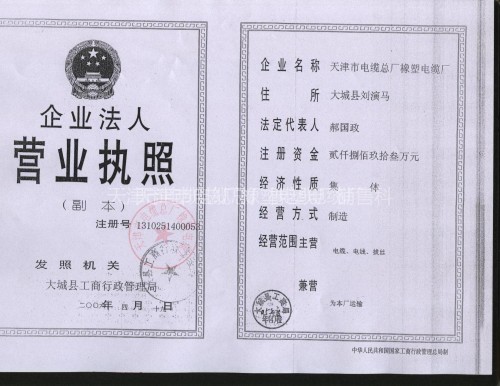 企业法人
营业执照
(副本)
注册号 1310251400053
发照机关
大城县工商行政管理局
企业名称 天津市电缆总厂橡塑电缆厂
住所 大城县刘演马
法定代表人 郝国政
注册资金 贰仟捌佰玖拾叁万元
经济性质 集体
经营方式 制造
经营范围主营 电缆、电线、拔丝
兼营
为本厂运输
中华人民共和国国家工商行政管理总局制